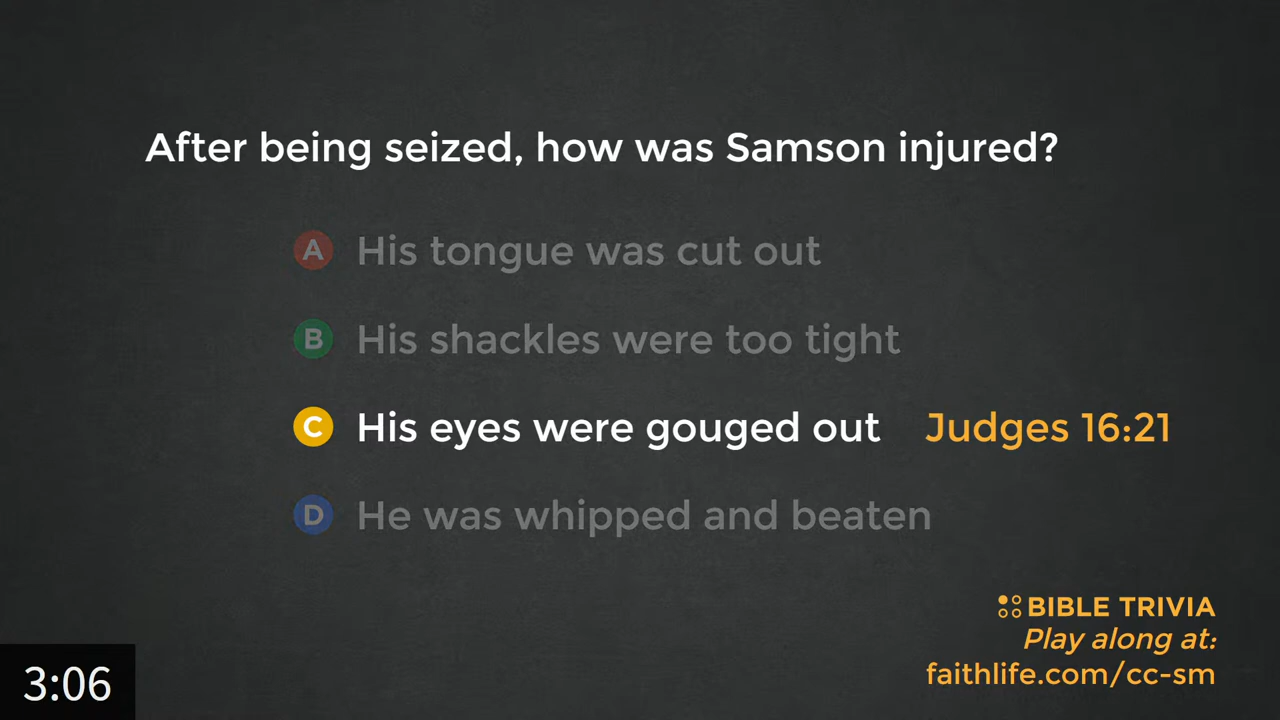 After being seized, how was Samson injured?
A His tongue was cut out
B His shackles were too tight
C His eyes were gouged out Judges 16:21
D He was whipped and beaten
BIBLE TRIVIA
Play along at:
faithlife.com/cc-sm
3:06